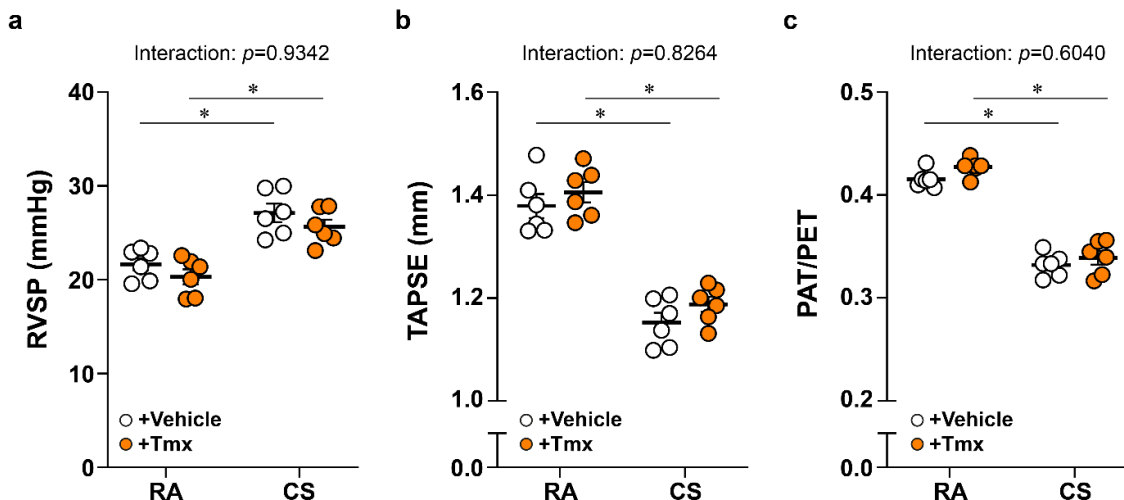 a
Interaction: p=0.9342
*
*
RVSP (mmHg)
40
30
20
10
0
+Vehicle
+Tmx
RA CS
b
Interaction: p=0.8264
*
*
TAPSE (mm)
1.6
1.4
1.2
1.0
0.0
+Vehicle
+Tmx
RA CS
c
Interaction: p=0.6040
*
*
PAT/PET
0.5
0.4
0.3
0.2
0.0
+Vehicle
+Tmx
RA CS